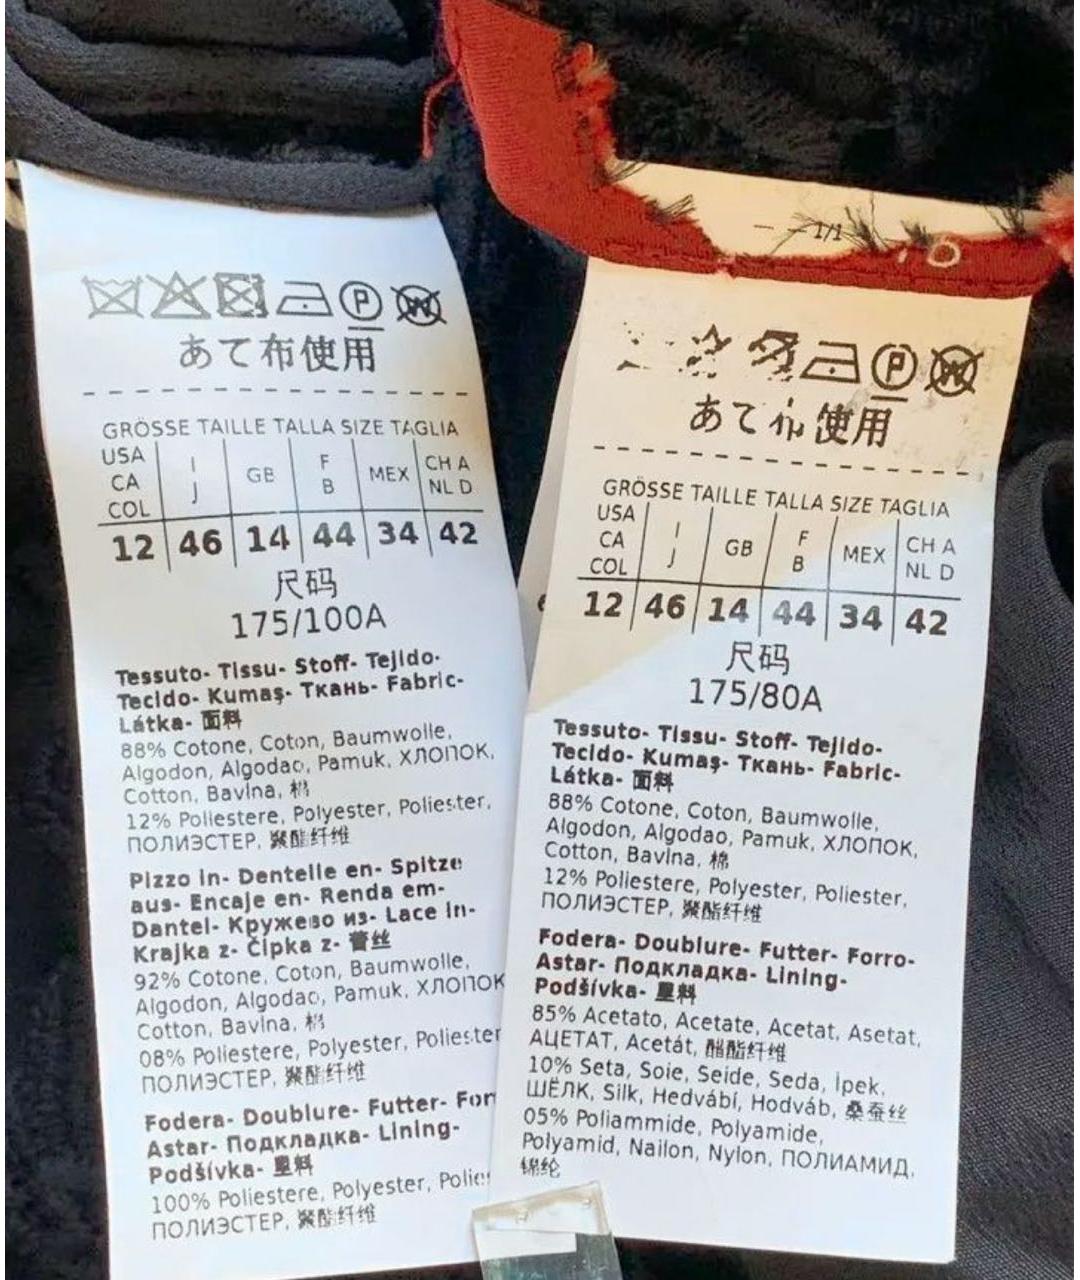 あて布使用
GRÖSSE TAILLE TALLA SIZE TAGLIA
USA CA COL | I J | GB | F B | MEX | CH A NL D
12 | 46 | 14 | 44 | 34 | 42
尺码
175/100A
Tessuto- Tissu- Stoff- Tejido-
Tecido- Kumaş- Ткань- Fabric-
Látka- 面料
88% Cotone, Coton, Baumwolle,
Algodon, Algodao, Pamuk, ХЛОПОК,
Cotton, Bavlna, 棉
12% Poliestere, Polyester, Poliester,
ПОЛИЭСТЕР, 聚酯纤维
Pizzo in- Dentelle en- Spitze
aus- Encaje en- Renda em-
Dantel- Кружево из- Lace in-
Krajka z- Čipka z- 蕾丝
92% Cotone, Coton, Baumwolle,
Algodon, Algodao, Pamuk, ХЛОПОК
Cotton, Bavlna, 棉
08% Poliestere, Polyester, Poliester
ПОЛИЭСТЕР, 聚酯纤维
Fodera- Doublure- Futter- For
Astar- Подкладка- Lining-
Podšívka- 里料
100% Poliestere, Polyester, Polies
ПОЛИЭСТЕР, 聚酯纤维
1/1
P
W
あて布使用
GRÖSSE TAILLE TALLA SIZE TAGLIA
USA CA COL | I J | GB | F B | MEX | CH A NL D
12 | 46 | 14 | 44 | 34 | 42
尺码
175/80A
Tessuto- Tissu- Stoff- Tejido-
Tecido- Kumaş- Ткань- Fabric-
Látka- 面料
88% Cotone, Coton, Baumwolle,
Algodon, Algodao, Pamuk, ХЛОПОК,
Cotton, Bavlna, 棉
12% Poliestere, Polyester, Poliester,
ПОЛИЭСТЕР, 聚酯纤维
Fodera- Doublure- Futter- Forro-
Astar- Подкладка- Lining-
Podšívka- 里料
85% Acetato, Acetate, Acetat, Asetat,
АЦЕТАТ, Acetát, 醋酯纤维
10% Seta, Soie, Seide, Seda, İpek,
ШЁЛК, Silk, Hedvábí, Hodváb, 桑蚕丝
05% Poliammide, Polyamide,
Polyamid, Nailon, Nylon, ПОЛИАМИД,
锦纶